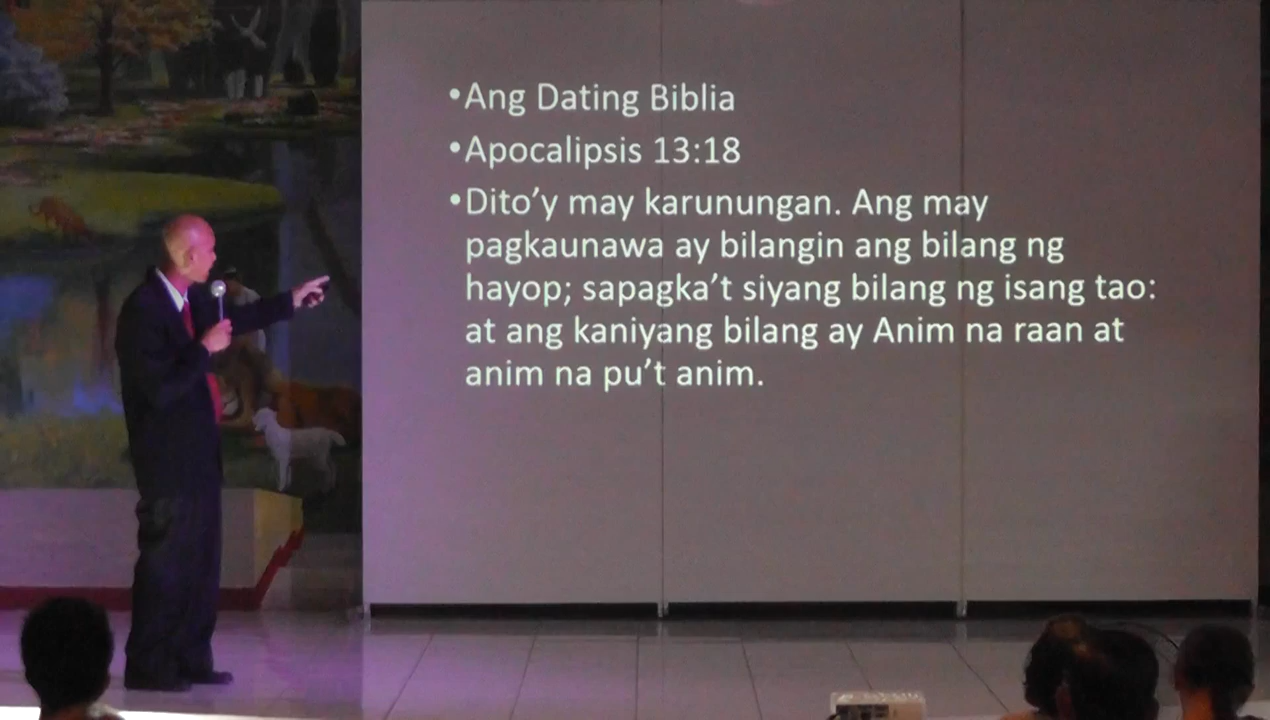 •Ang Dating Biblia
•Apocalipsis 13:18
•Dito’y may karunungan. Ang may
pagkaunawa ay bilangin ang bilang ng
hayop; sapagka’t siyang bilang ng isang tao:
at ang kaniyang bilang ay Anim na raan at
anim na pu’t anim.